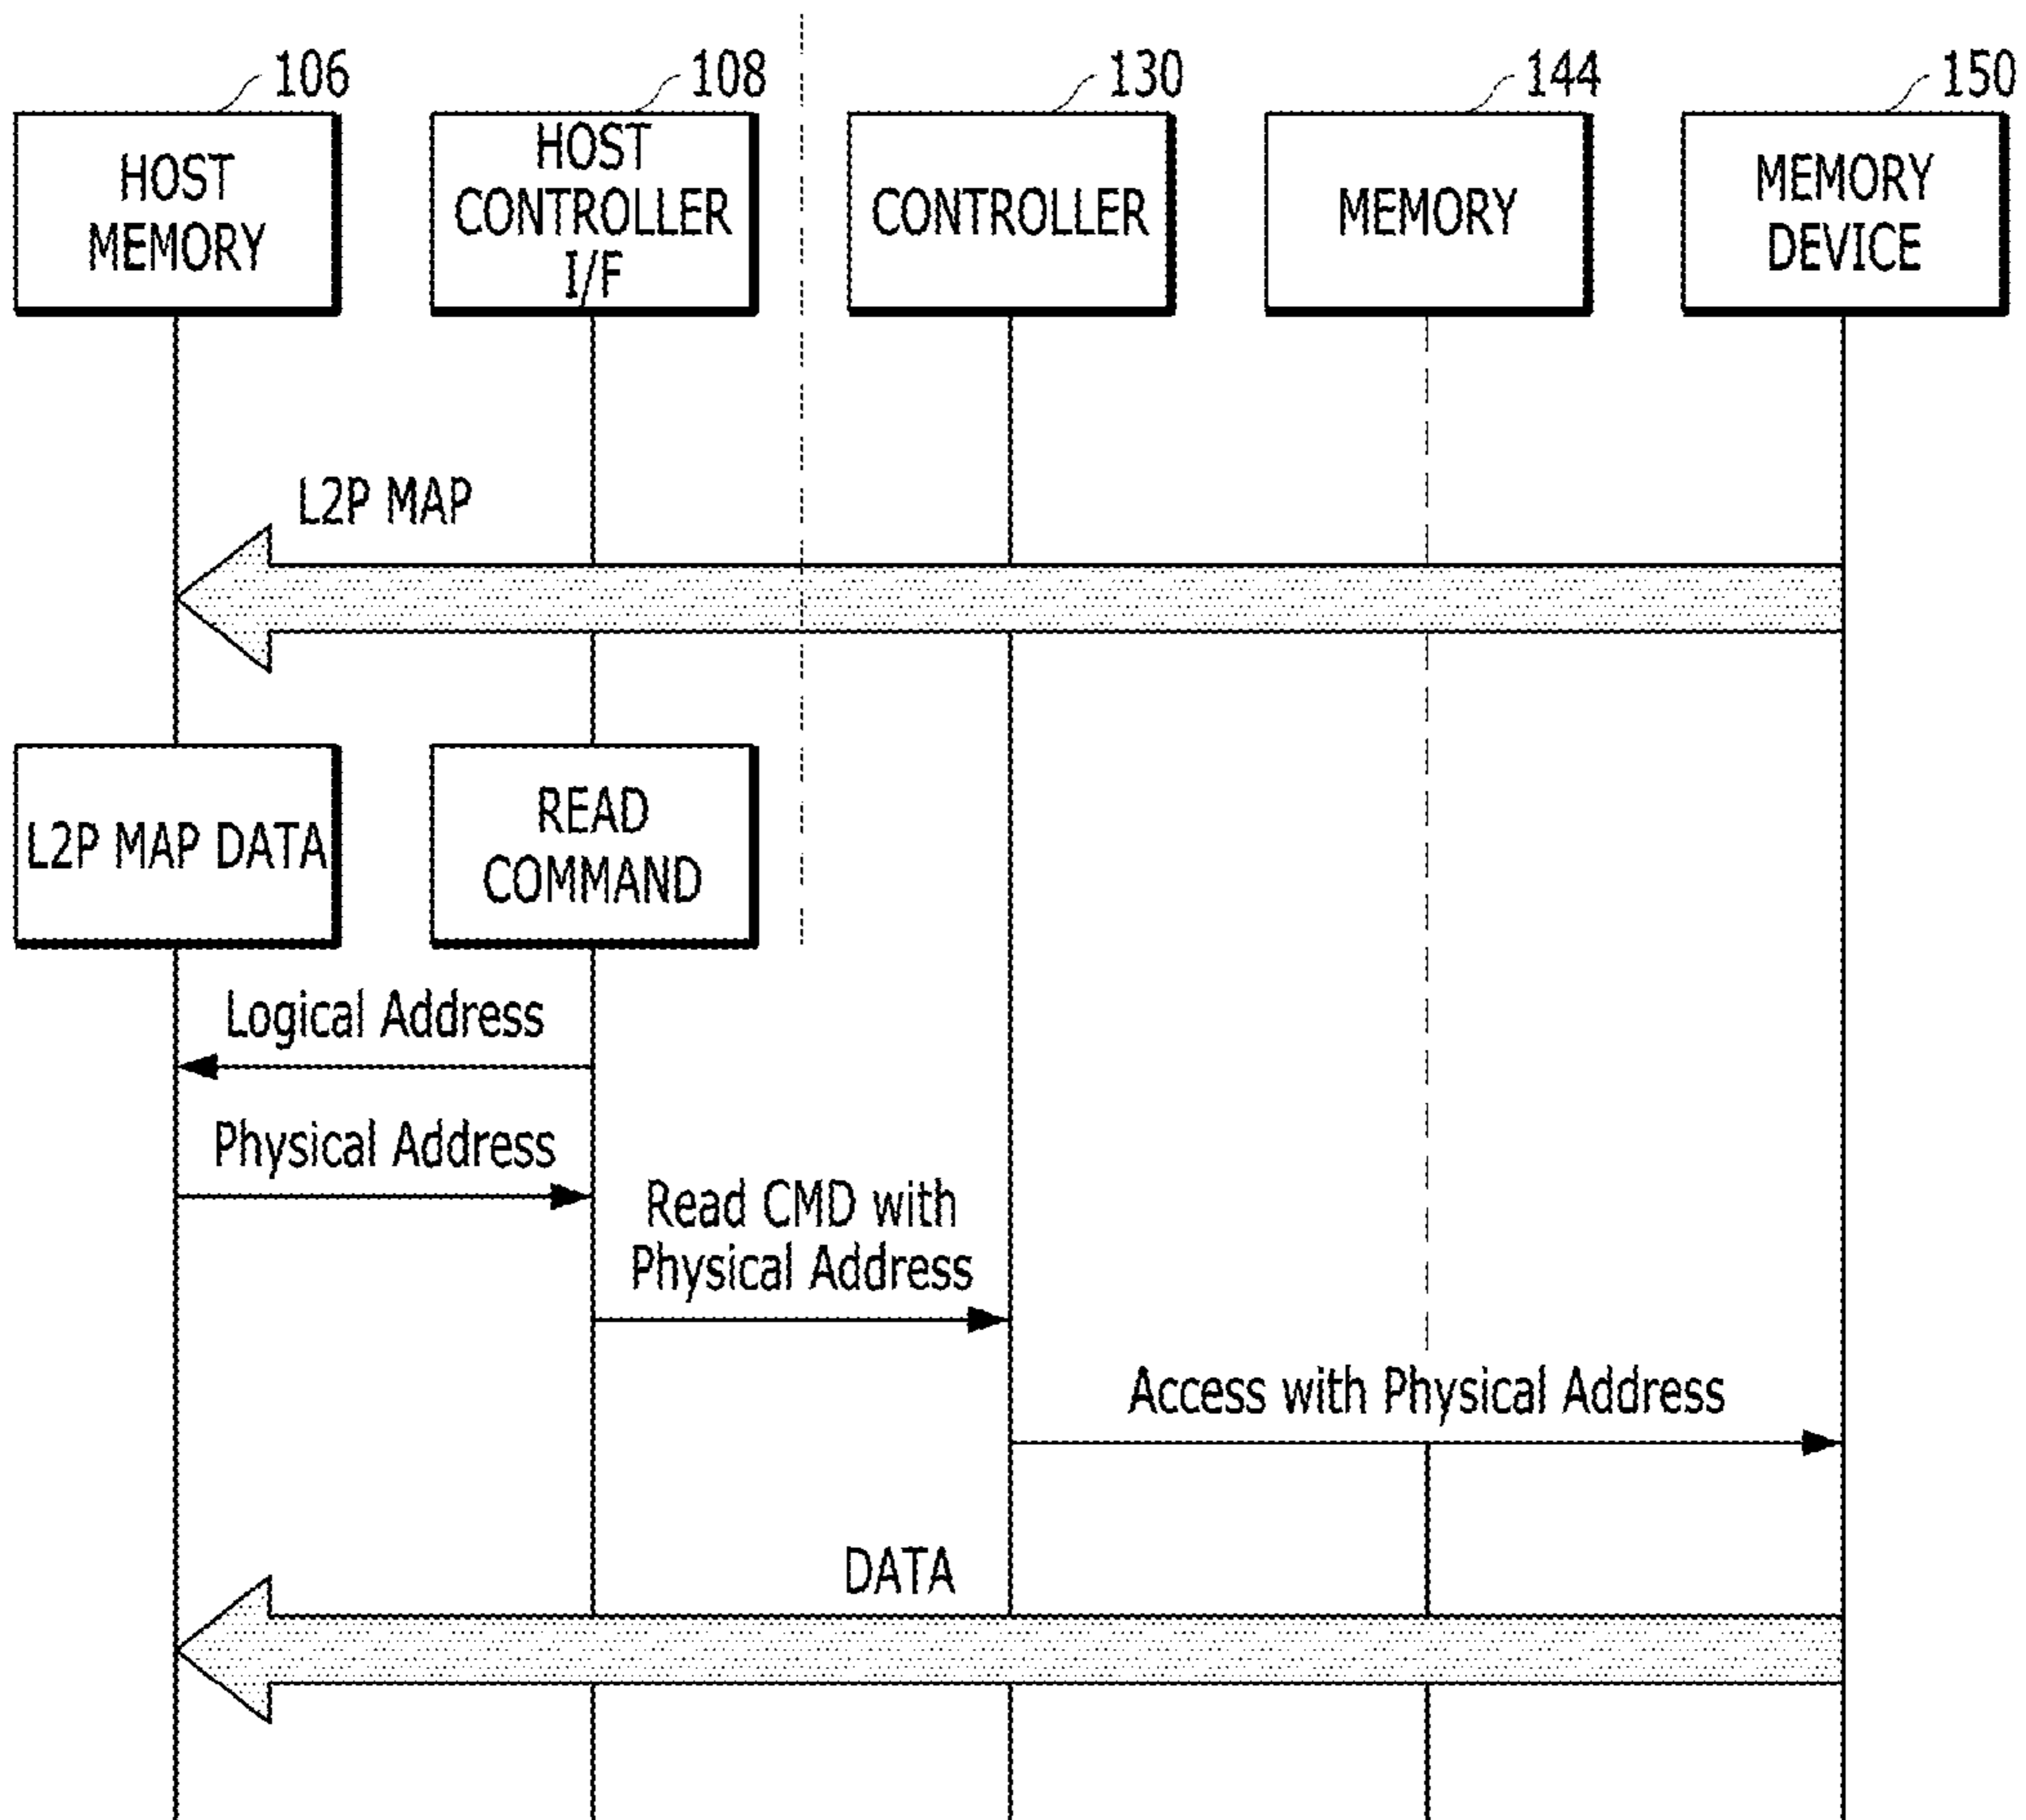 106
108
130
144
150
HOST
MEMORY
HOST
CONTROLLER
I/F
CONTROLLER
MEMORY
MEMORY
DEVICE
L2P MAP
L2P MAP DATA
READ
COMMAND
Logical Address
Physical Address
Read CMD with
Physical Address
Access with Physical Address
DATA